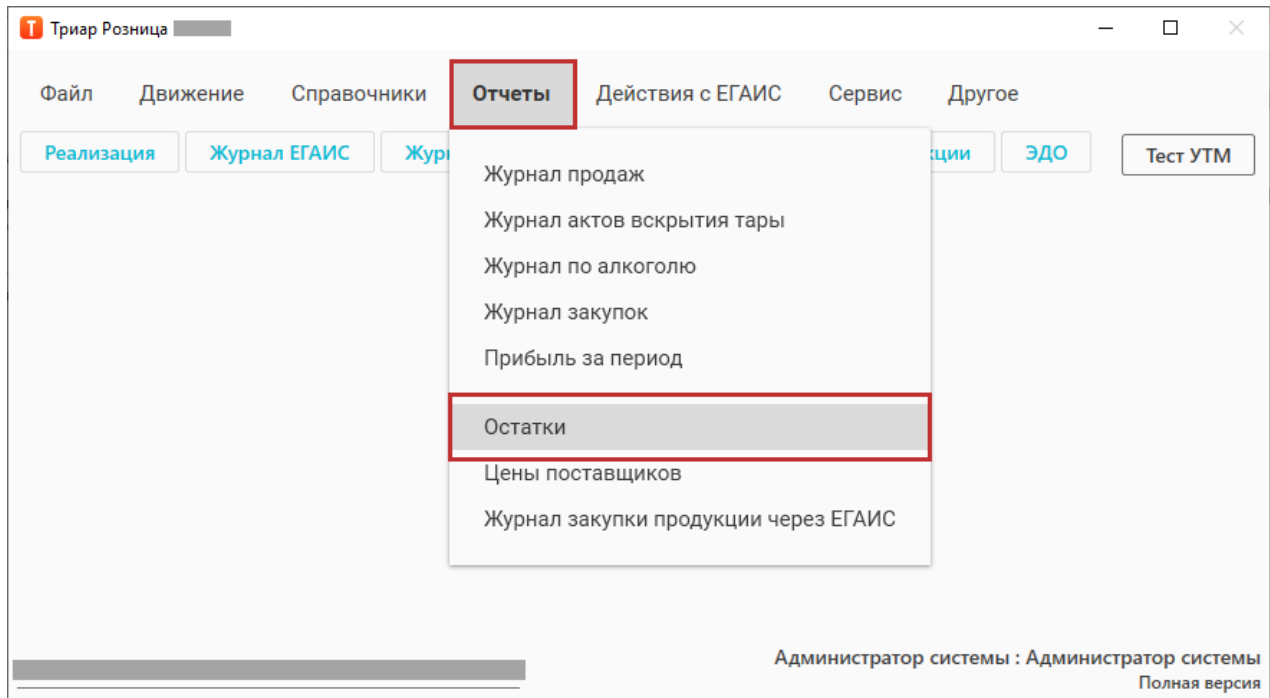 Триар Розница
Файл Движение Справочники Отчеты Действия с ЕГАИС Сервис Другое
Реализация Журнал ЕГАИС ЭДО Тест УТМ
Журнал продаж
Журнал актов вскрытия тары
Журнал по алкоголю
Журнал закупок
Прибыль за период
Остатки
Цены поставщиков
Журнал закупки продукции через ЕГАИС
Администратор системы : Администратор системы
Полная версия